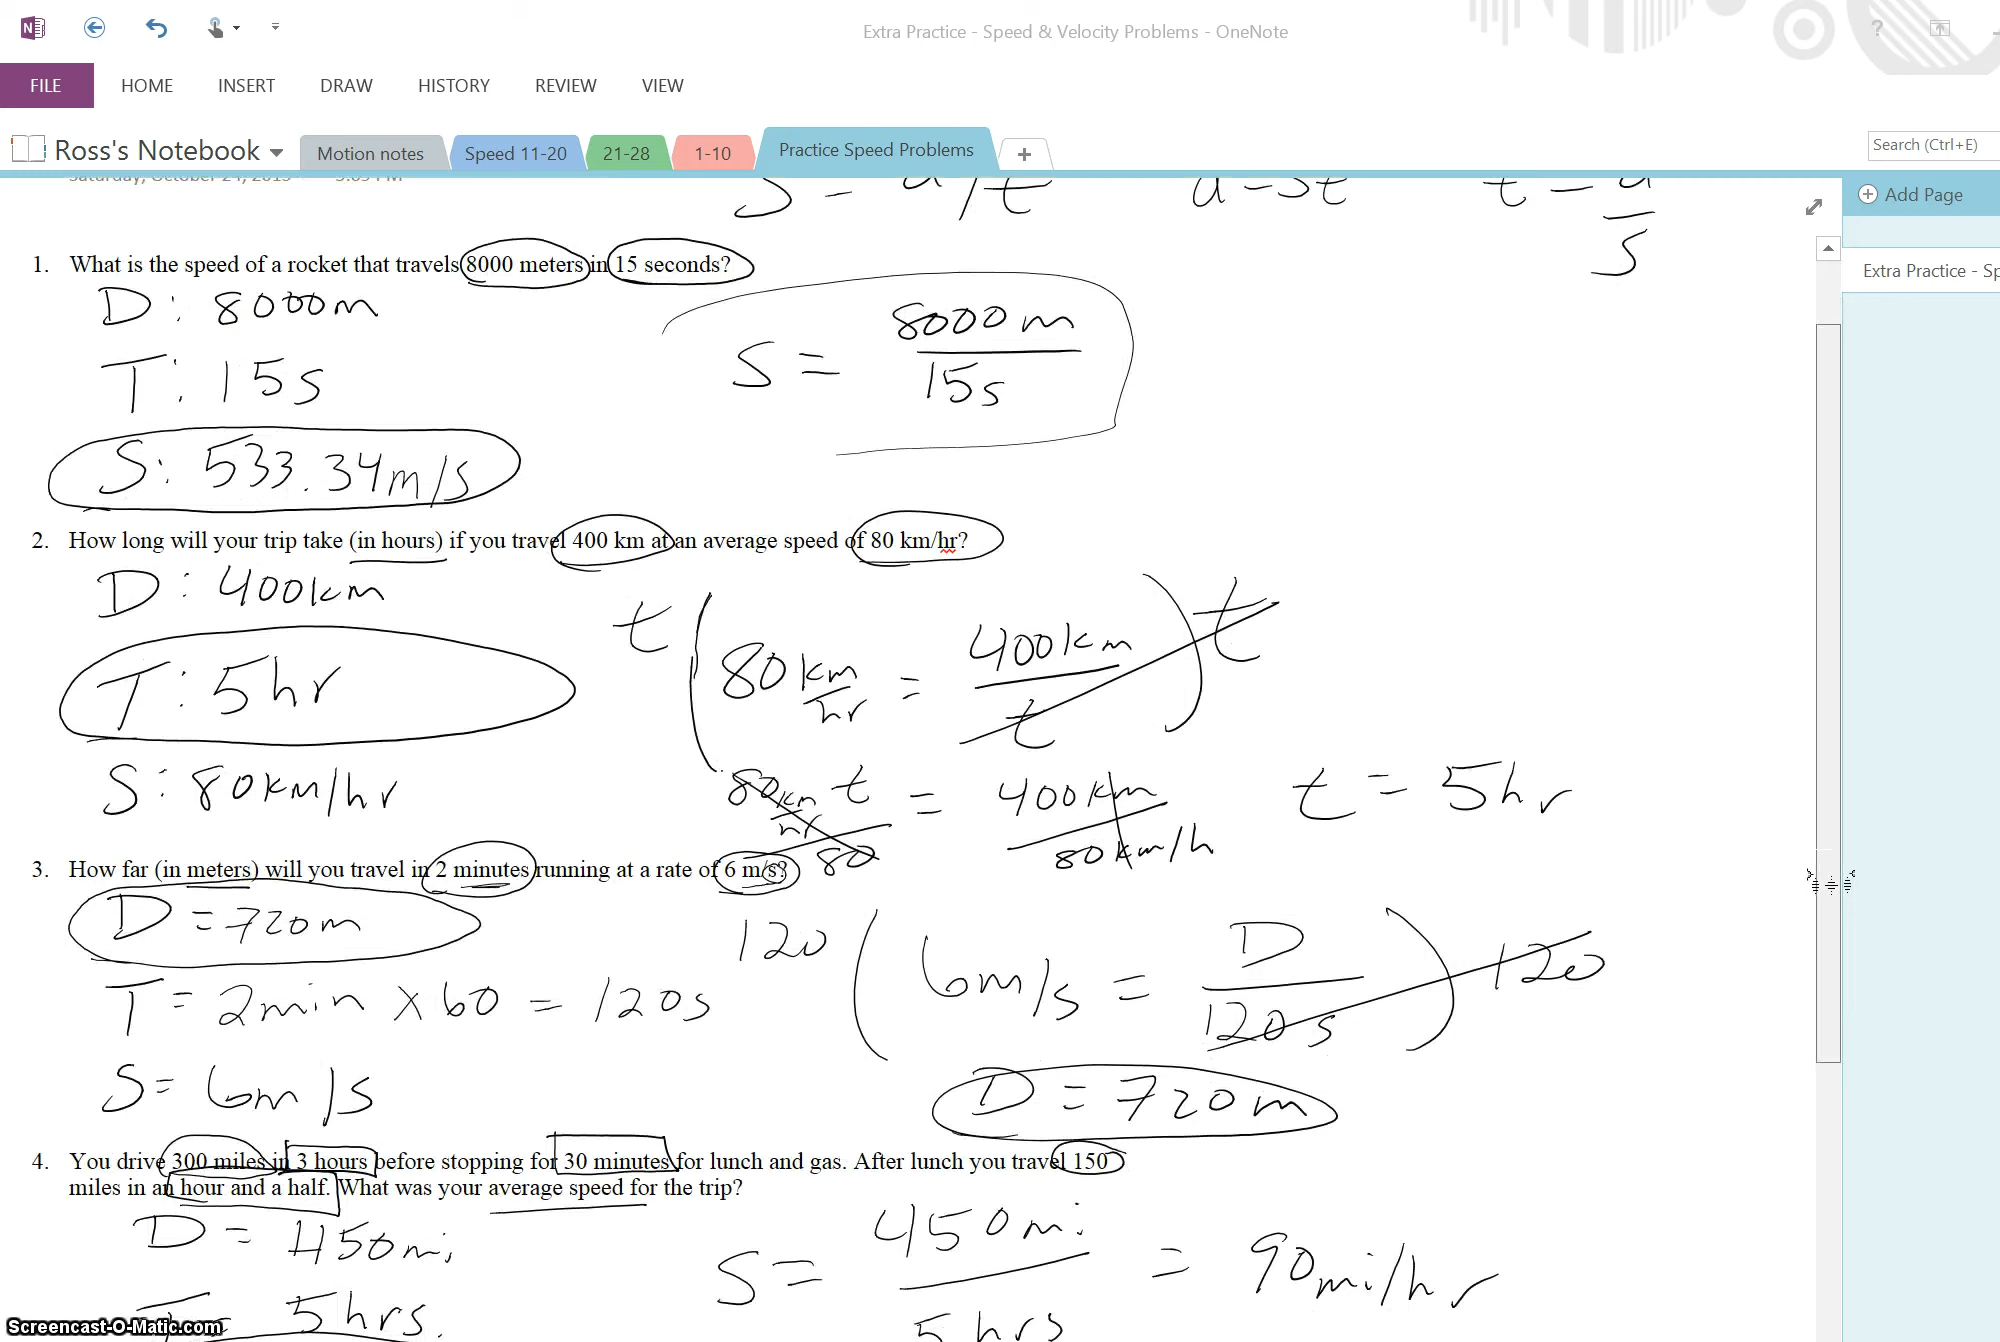 Extra Practice - Speed & Velocity Problems - OneNote
?
FILE HOME INSERT DRAW HISTORY REVIEW VIEW
Ross's Notebook Motion notes Speed 11-20 21-28 1-10 Practice Speed Problems +
Search (Ctrl+E)
Add Page
Extra Practice - Sp
S = d/t d = st t = d/s
1. What is the speed of a rocket that travels 8000 meters in 15 seconds?
D: 8000m
T: 15s
S = 8000m / 15s
S: 533.34m/s
2. How long will your trip take (in hours) if you travel 400 km at an average speed of 80 km/hr?
D: 400km
t ( 80 km/hr = 400km / t ) t
T: 5hr
S: 80km/hr
80 km/hr t / 80 = 400km / 80km/h t = 5hr
3. How far (in meters) will you travel in 2 minutes running at a rate of 6 m/s?
D = 720m
120 ( 6m/s = D / 120s ) 120
T = 2min x 60 = 120s
S = 6m/s
D = 720m
4. You drive 300 miles in 3 hours before stopping for 30 minutes for lunch and gas. After lunch you travel 150
miles in an hour and a half. What was your average speed for the trip?
D = 450mi
S = 450mi / 5hrs = 90mi/hr
T = 5hrs.
Screencast-O-Matic.com